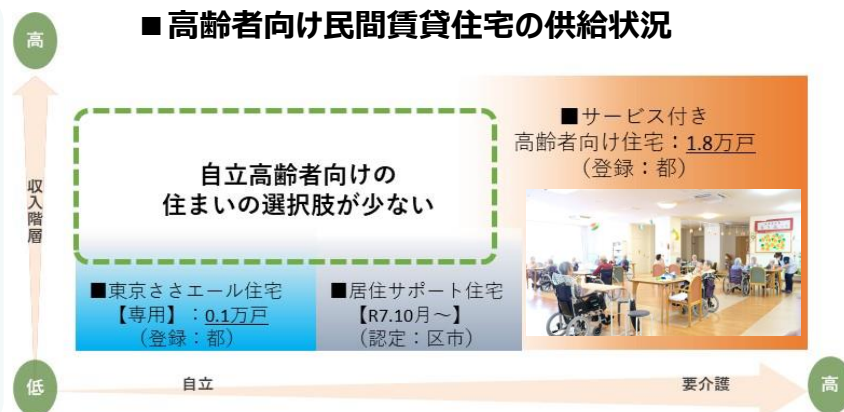 ■高齢者向け民間賃貸住宅の供給状況
高
収入階層
■サービス付き
高齢者向け住宅：1.8万戸
（登録：都）
自立高齢者向けの
住まいの選択肢が少ない
■東京ささエール住宅
【専用】：0.1万戸
（登録：都）
■居住サポート住宅
【R7.10月～】
（認定：区市）
低
自立
要介護
高